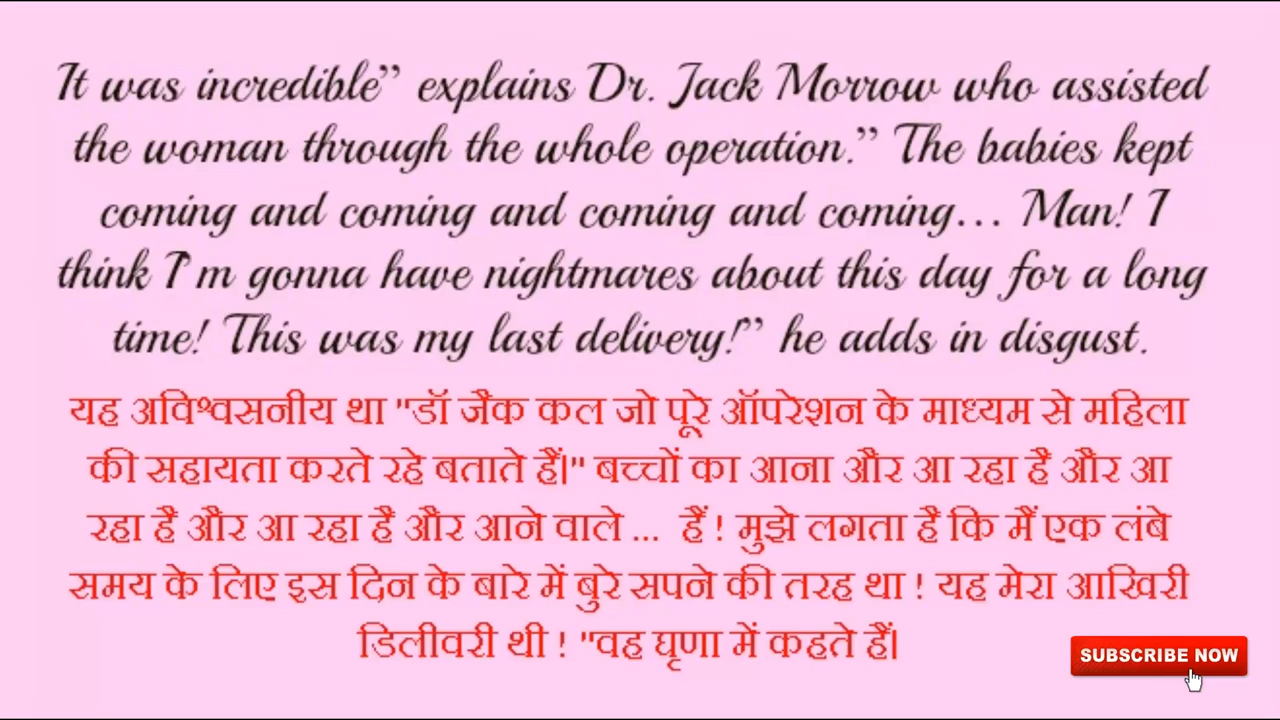 It was incredible” explains Dr. Jack Morrow who assisted
the woman through the whole operation.” The babies kept
coming and coming and coming and coming... Man! I
think I'm gonna have nightmares about this day for a long
time! This was my last delivery!” he adds in disgust.
यह अविश्वसनीय था "डॉ जैक कल जो पूरे ऑपरेशन के माध्यम से महिला
की सहायता करते रहे बताते हैं।" बच्चों का आना और आ रहा है और आ
रहा है और आ रहा है और आने वाले ... हैं ! मुझे लगता है कि मैं एक लंबे
समय के लिए इस दिन के बारे में बुरे सपने की तरह था ! यह मेरा आखिरी
डिलीवरी थी ! "वह घृणा में कहते हैं।
SUBSCRIBE NOW